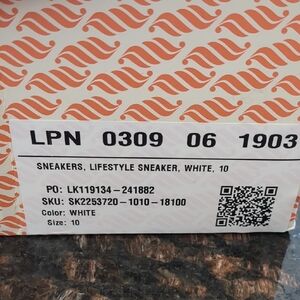 LPN 0309 06 1903
SNEAKERS, LIFESTYLE SNEAKER, WHITE, 10
PO: LK119134-241882
SKU: SK2253720-1010-18100
Color: WHITE
Size: 10